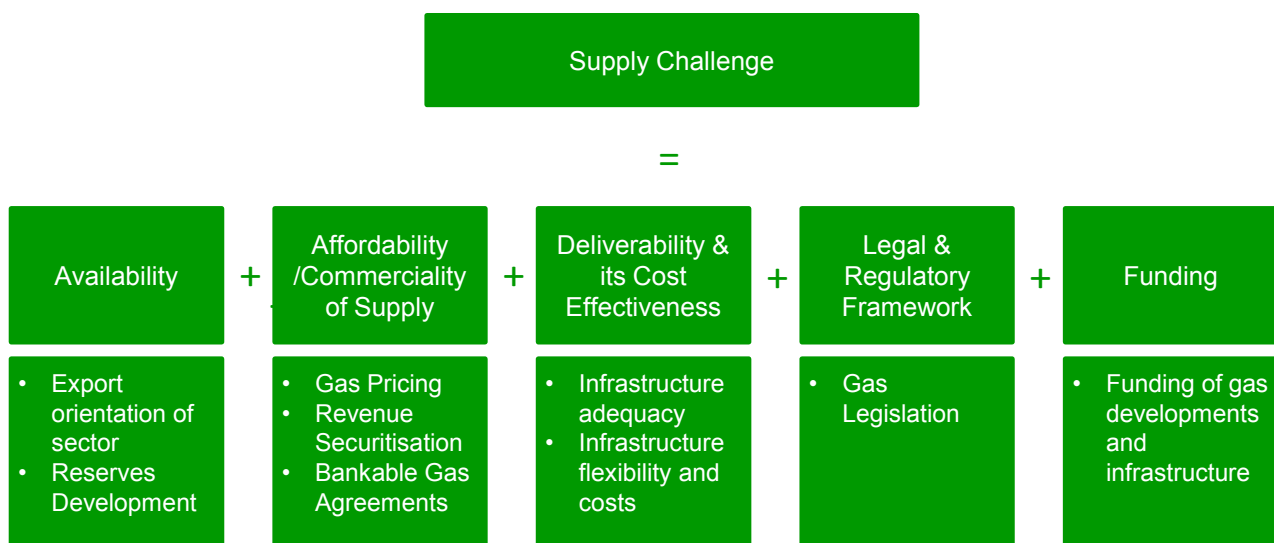 Supply Challenge
=
Availability
+
Affordability
/Commerciality
of Supply
+
Deliverability &
its Cost
Effectiveness
+
Legal &
Regulatory
Framework
+
Funding
• Export
orientation of
sector
• Reserves
Development
• Gas Pricing
• Revenue
Securitisation
• Bankable Gas
Agreements
• Infrastructure
adequacy
• Infrastructure
flexibility and
costs
• Gas
Legislation
• Funding of gas
developments
and
infrastructure